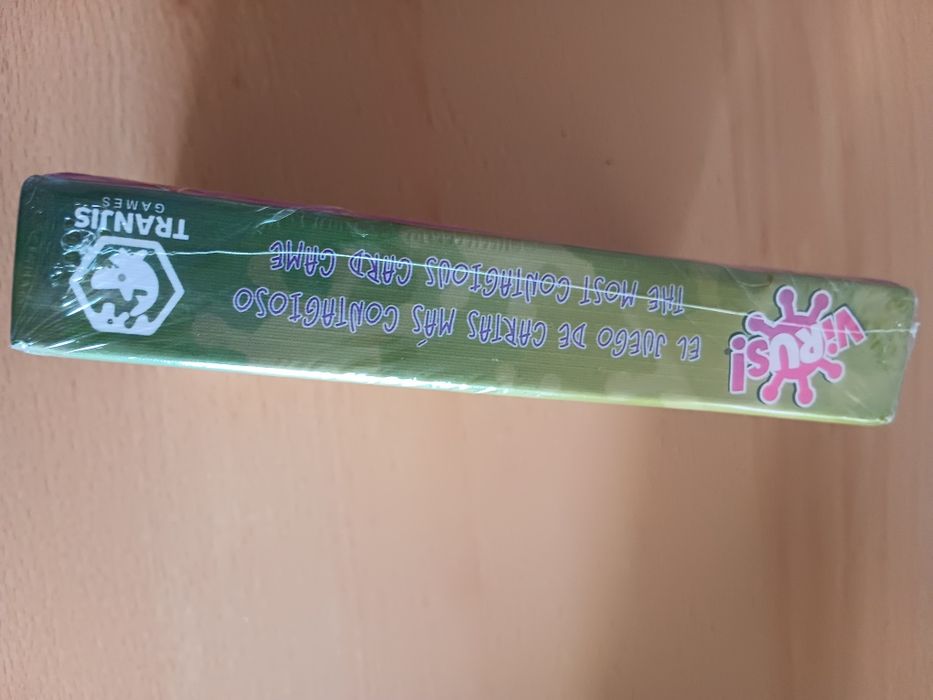 ViRUS!
EL JUEGO DE CARTAS MÁS CONTAGIOSO
THE MOST CONTAGIOUS CARD GAME
TRANJIS
GAMES